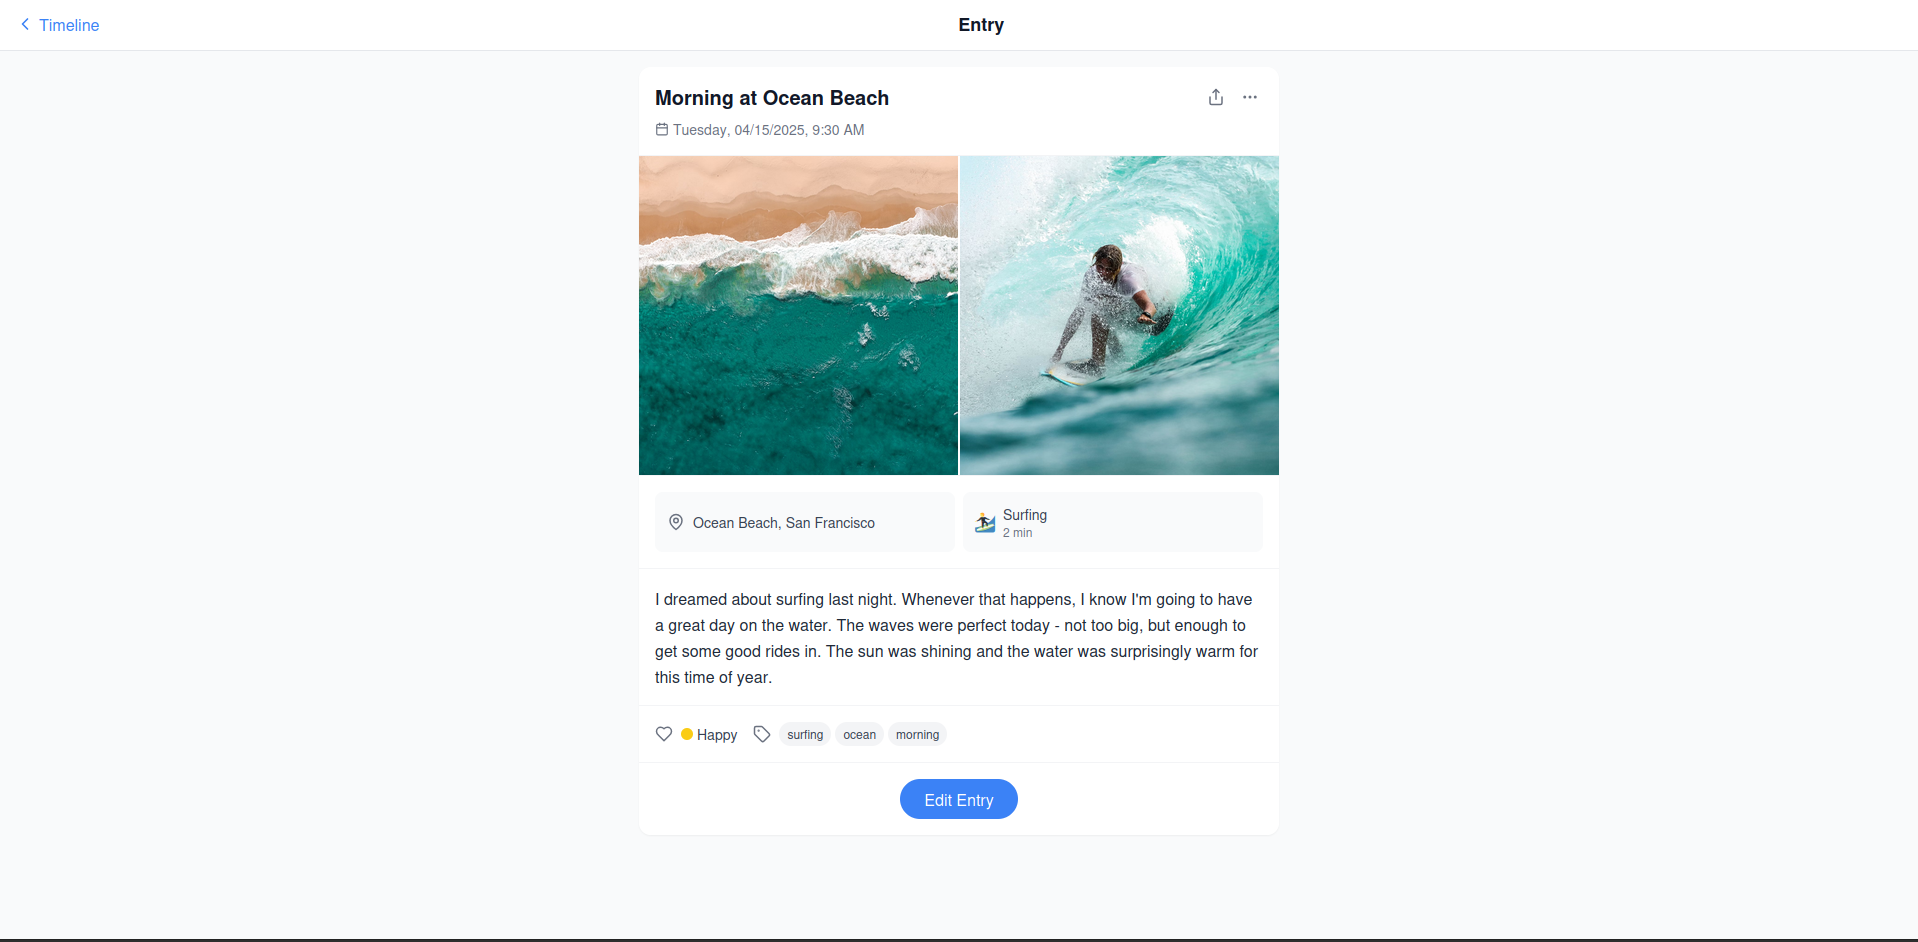 Timeline
Entry
Morning at Ocean Beach
Tuesday, 04/15/2025, 9:30 AM
Ocean Beach, San Francisco
Surfing
2 min
I dreamed about surfing last night. Whenever that happens, I know I'm going to have
a great day on the water. The waves were perfect today - not too big, but enough to
get some good rides in. The sun was shining and the water was surprisingly warm for
this time of year.
Happy
surfing
ocean
morning
Edit Entry